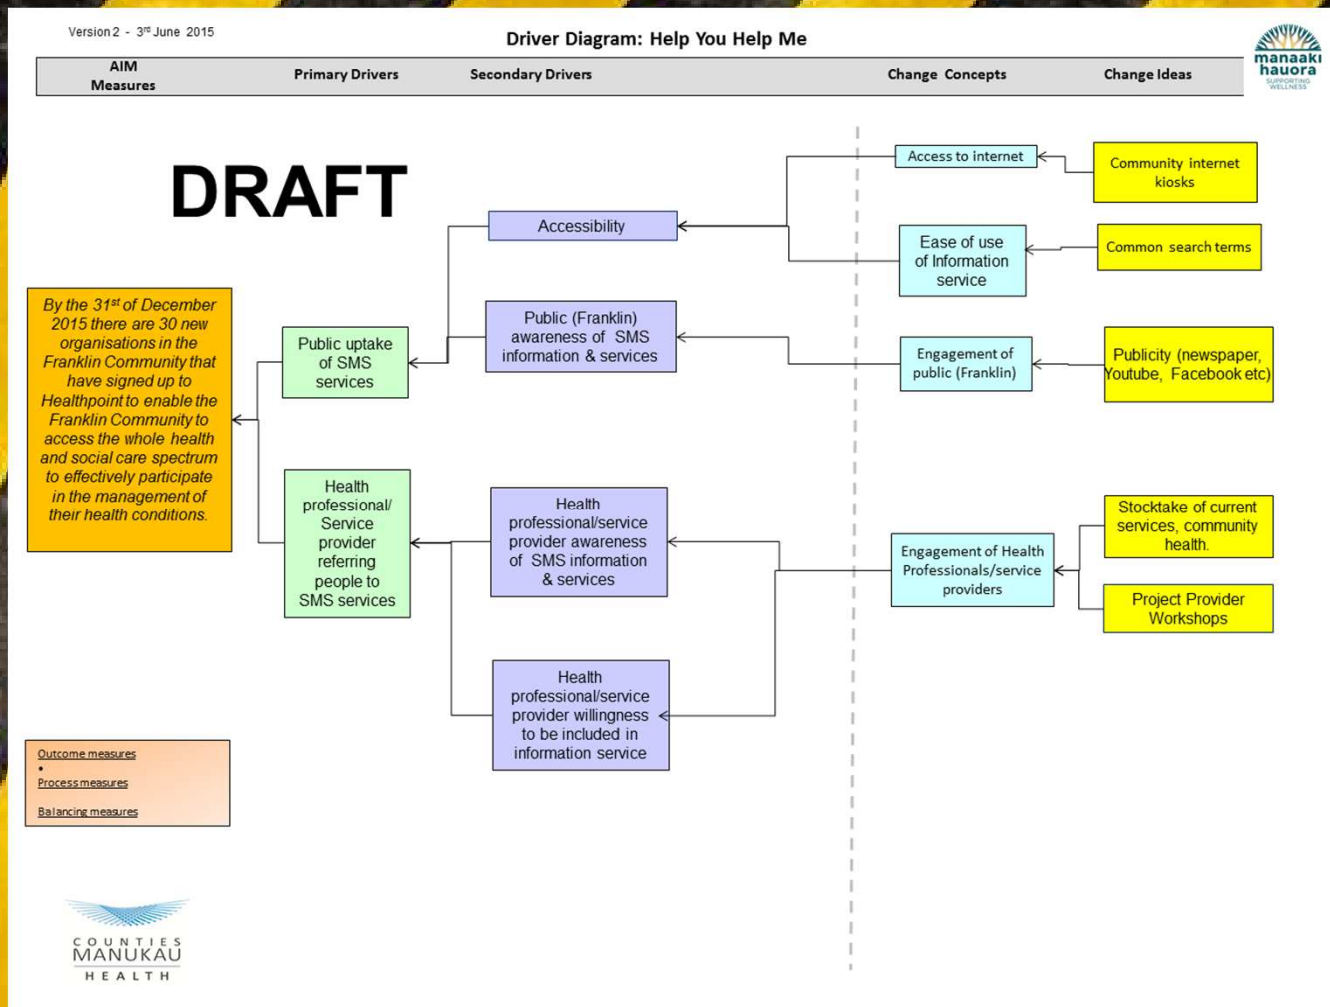 Version 2 - 3rd June 2015
Driver Diagram: Help You Help Me
manaaki
hauora
SUPPORTING
WELLNESS
AIM
Measures
Primary Drivers
Secondary Drivers
Change Concepts
Change Ideas
DRAFT
By the 31st of December
2015 there are 30 new
organisations in the
Franklin Community that
have signed up to
Healthpoint to enable the
Franklin Community to
access the whole health
and social care spectrum
to effectively participate
in the management of
their health conditions.
Public uptake
of SMS
services
Health
professional/
Service
provider
referring
people to
SMS services
Accessibility
Public (Franklin)
awareness of SMS
information & services
Health
professional/service
provider awareness
of SMS information
& services
Health
professional/service
provider willingness
to be included in
information service
Access to internet
Ease of use
of Information
service
Engagement of
public (Franklin)
Engagement of Health
Professionals/service
providers
Community internet
kiosks
Common search terms
Publicity (newspaper,
Youtube, Facebook etc)
Stocktake of current
services, community
health.
Project Provider
Workshops
Outcome measures
•
Process measures
Balancing measures
COUNTIES
MANUKAU
HEALTH